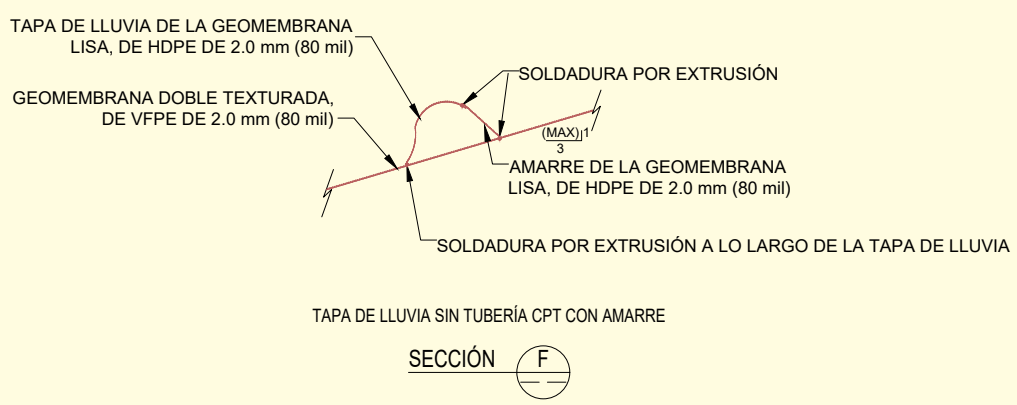 TAPA DE LLUVIA DE LA GEOMEMBRANA
LISA, DE HDPE DE 2.0 mm (80 mil)
SOLDADURA POR EXTRUSIÓN
GEOMEMBRANA DOBLE TEXTURADA,
DE VFPE DE 2.0 mm (80 mil)
(MAX) 1
3
AMARRE DE LA GEOMEMBRANA
LISA, DE HDPE DE 2.0 mm (80 mil)
SOLDADURA POR EXTRUSIÓN A LO LARGO DE LA TAPA DE LLUVIA
TAPA DE LLUVIA SIN TUBERÍA CPT CON AMARRE
SECCIÓN F